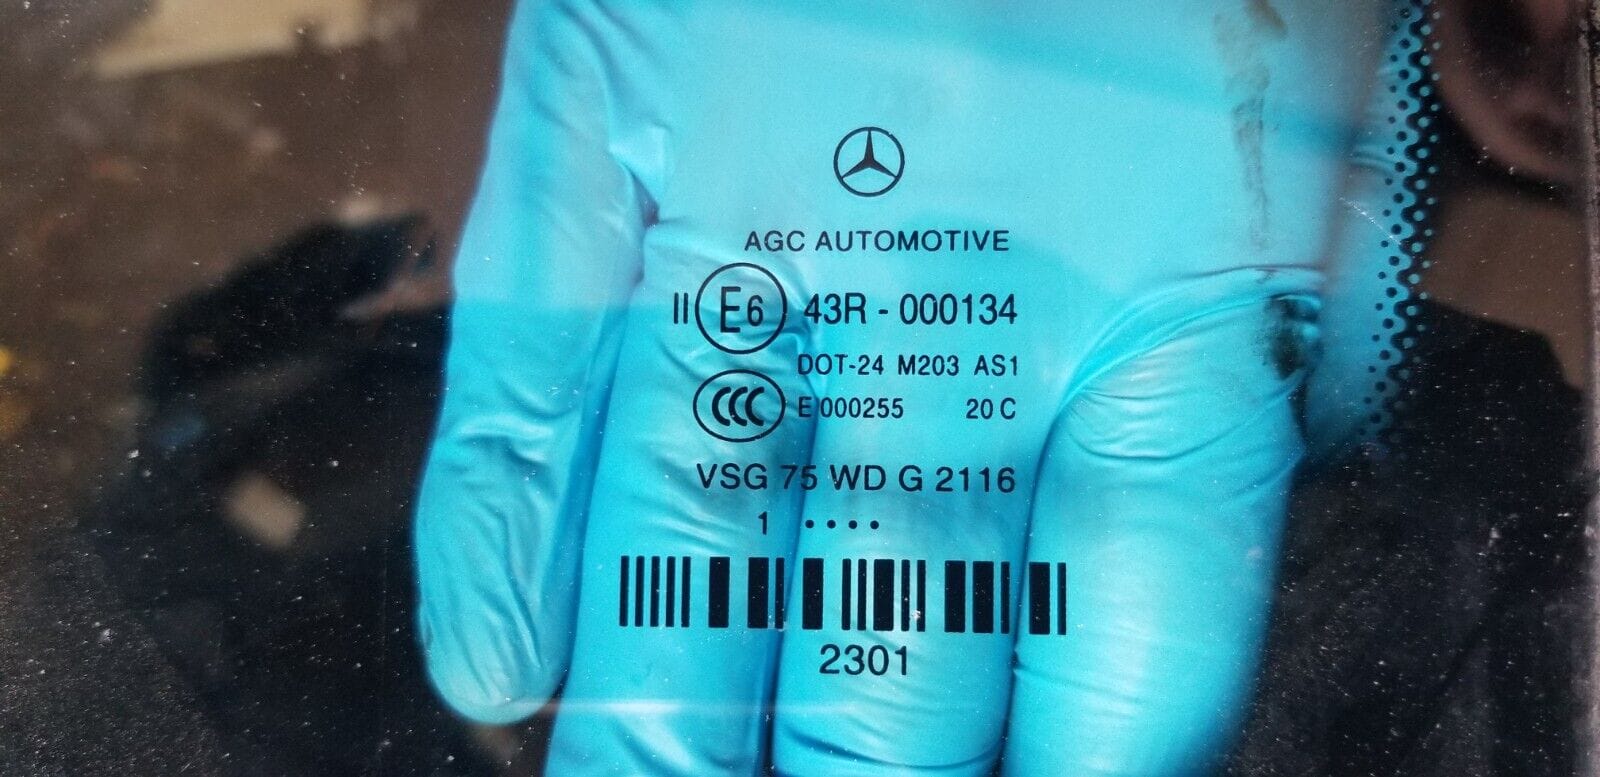 AGC AUTOMOTIVE
II E6 43R - 000134
DOT-24 M203 AS1
CCC E 000255 20 C
VSG 75 WD G 2116
1 ....
2301